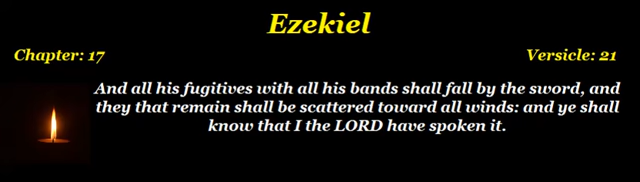 Ezekiel
Chapter: 17 Versicle: 21
And all his fugitives with all his bands shall fall by the sword, and
they that remain shall be scattered toward all winds: and ye shall
know that I the LORD have spoken it.